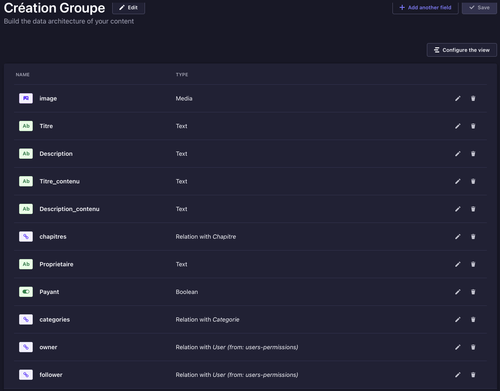 Création Groupe
Edit
Add another field
Save
Build the data architecture of your content
Configure the view
NAME TYPE
image Media
Ab Titre Text
Ab Description Text
Ab Titre_contenu Text
Ab Description_contenu Text
chapitres Relation with Chapitre
Ab Proprietaire Text
Payant Boolean
categories Relation with Categorie
owner Relation with User (from: users-permissions)
follower Relation with User (from: users-permissions)